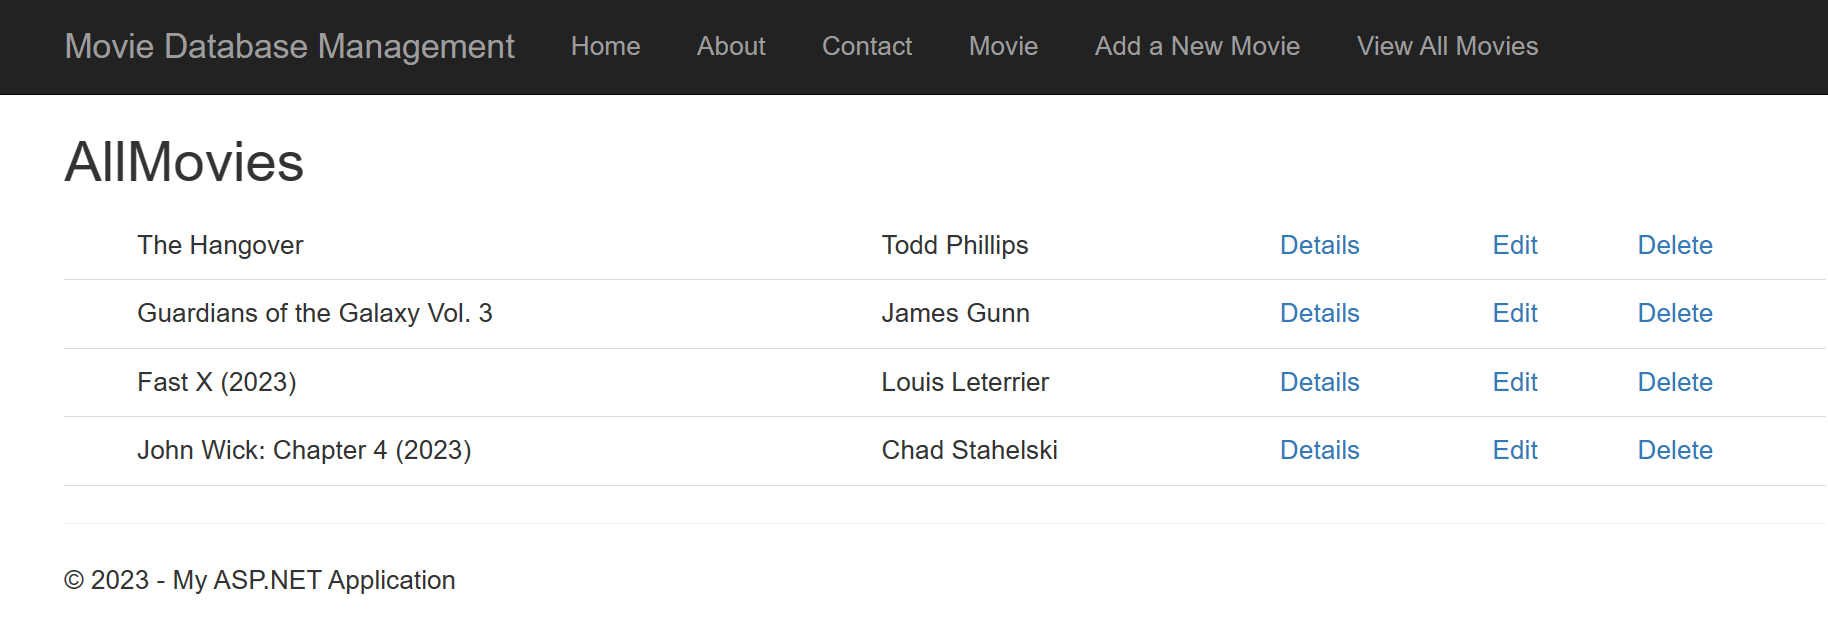 Movie Database Management Home About Contact Movie Add a New Movie View All Movies
AllMovies
The Hangover Todd Phillips Details Edit Delete
Guardians of the Galaxy Vol. 3 James Gunn Details Edit Delete
Fast X (2023) Louis Leterrier Details Edit Delete
John Wick: Chapter 4 (2023) Chad Stahelski Details Edit Delete
© 2023 - My ASP.NET Application